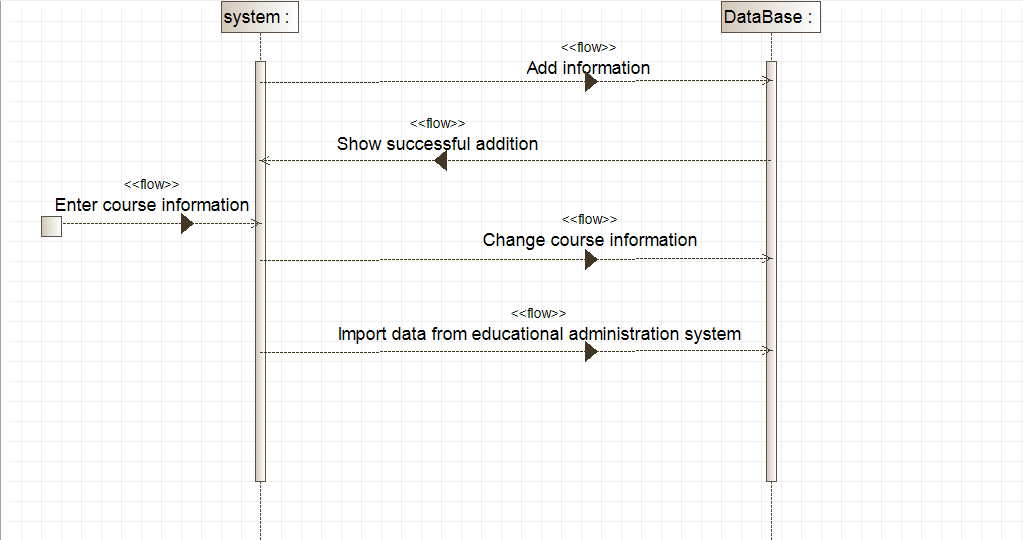 system :
DataBase :
<<flow>>
Add information
<<flow>>
Show successful addition
<<flow>>
Enter course information
<<flow>>
Change course information
<<flow>>
Import data from educational administration system